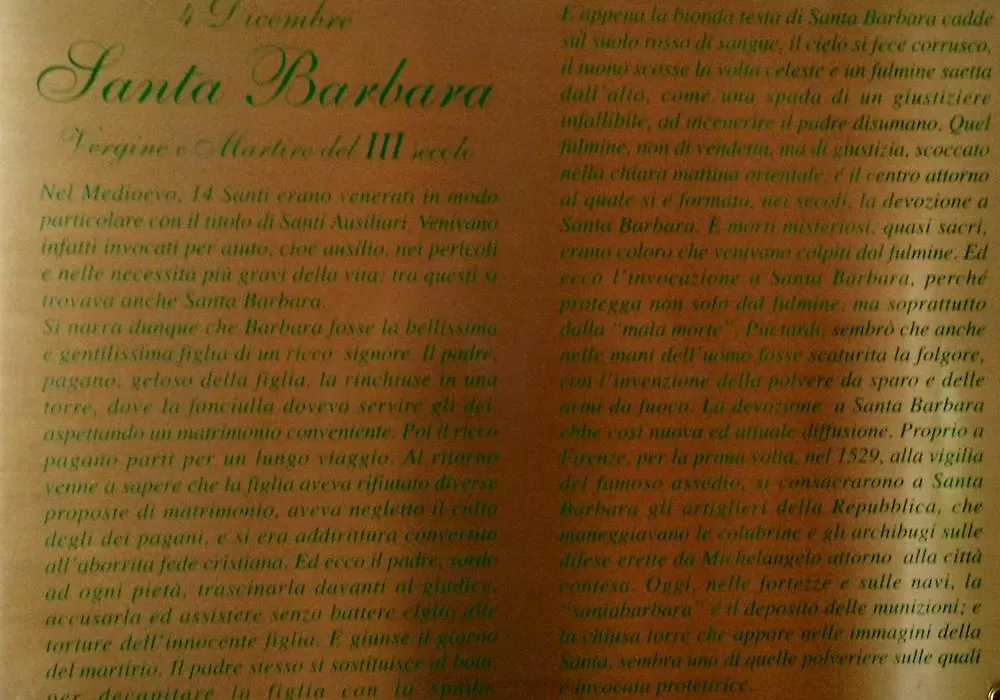 4 Dicembre
Santa Barbara
Vergine e Martire del III secolo
Nel Medioevo, 14 Santi erano venerati in modo
particolare con il titolo di Santi Ausiliari. Venivano
infatti invocati per aiuto, cioè ausilio, nei pericoli
e nelle necessità più gravi della vita: tra questi si
trovava anche Santa Barbara.
Si narra dunque che Barbara fosse la bellissima
e gentilissima figlia di un ricco signore. Il padre,
pagano, geloso della figlia, la rinchiuse in una
torre, dove la fanciulla doveva servire gli dei,
aspettando un matrimonio conveniente. Poi il ricco
pagano partì per un lungo viaggio. Al ritorno
venne a sapere che la figlia aveva rifiutato diverse
proposte di matrimonio, aveva negletto il culto
degli dei pagani, e si era addirittura convertita
all'aborrita fede cristiana. Ed ecco il padre, sordo
ad ogni pietà, trascinarla davanti al giudice,
accusarla ed assistere senza battere ciglio alle
torture dell'innocente figlia. E giunse il giorno
del martirio. Il padre stesso si sostituisce al boia,
per decapitare la figlia con la spada.
E appena la bionda testa di Santa Barbara cadde
sul suolo rosso di sangue, il cielo si fece corrusco,
il tuono scosse la volta celeste e un fulmine saetta
dall'alto, come una spada di un giustiziere
infallibile, ad incenerire il padre disumano. Quel
fulmine, non di vendetta, ma di giustizia, scoccato
nella chiara mattina orientale, è il centro attorno
al quale si è formata, nei secoli, la devozione a
Santa Barbara. E morti misteriosi, quasi sacri,
erano coloro che venivano colpiti dal fulmine. Ed
ecco l'invocazione a Santa Barbara, perché
protegga non solo dal fulmine, ma soprattutto
dalla "mala morte". Più tardi, sembrò che anche
nelle mani dell'uomo fosse scaturita la folgore,
con l'invenzione della polvere da sparo e delle
armi da fuoco. La devozione a Santa Barbara
ebbe così nuova ed attuale diffusione. Proprio a
Firenze, per la prima volta, nel 1529, alla vigilia
del famoso assedio, si consacrarono a Santa
Barbara gli artiglieri della Repubblica, che
maneggiavano le colubrine e gli archibugi sulle
difese erette da Michelangelo attorno alla città
contesa. Oggi, nelle fortezze e sulle navi, la
"santabarbara" è il deposito delle munizioni; e
la chiusa torre che appare nelle immagini della
Santa, sembra una di quelle polveriere sulle quali
è invocata protettrice.